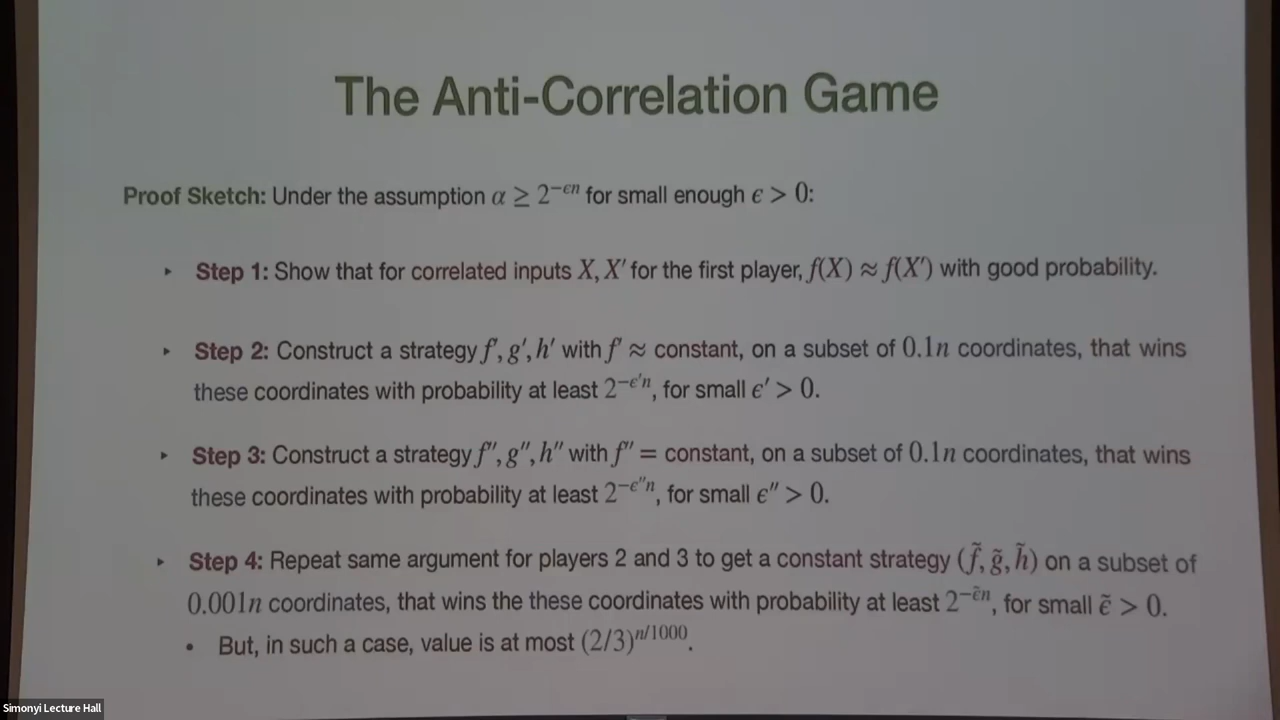 The Anti-Correlation Game
Proof Sketch: Under the assumption α ≥ 2^{−ϵn} for small enough ϵ > 0:
▸ Step 1: Show that for correlated inputs X, X′ for the first player, f(X) ≈ f(X′) with good probability.
▸ Step 2: Construct a strategy f′, g′, h′ with f′ ≈ constant, on a subset of 0.1n coordinates, that wins
these coordinates with probability at least 2^{−ϵ′n}, for small ϵ′ > 0.
▸ Step 3: Construct a strategy f″, g″, h″ with f″ = constant, on a subset of 0.1n coordinates, that wins
these coordinates with probability at least 2^{−ϵ″n}, for small ϵ″ > 0.
▸ Step 4: Repeat same argument for players 2 and 3 to get a constant strategy (f̃, g̃, h̃) on a subset of
0.001n coordinates, that wins the these coordinates with probability at least 2^{−ϵ̃n}, for small ϵ̃ > 0.
• But, in such a case, value is at most (2/3)^{n/1000}.
Simonyi Lecture Hall